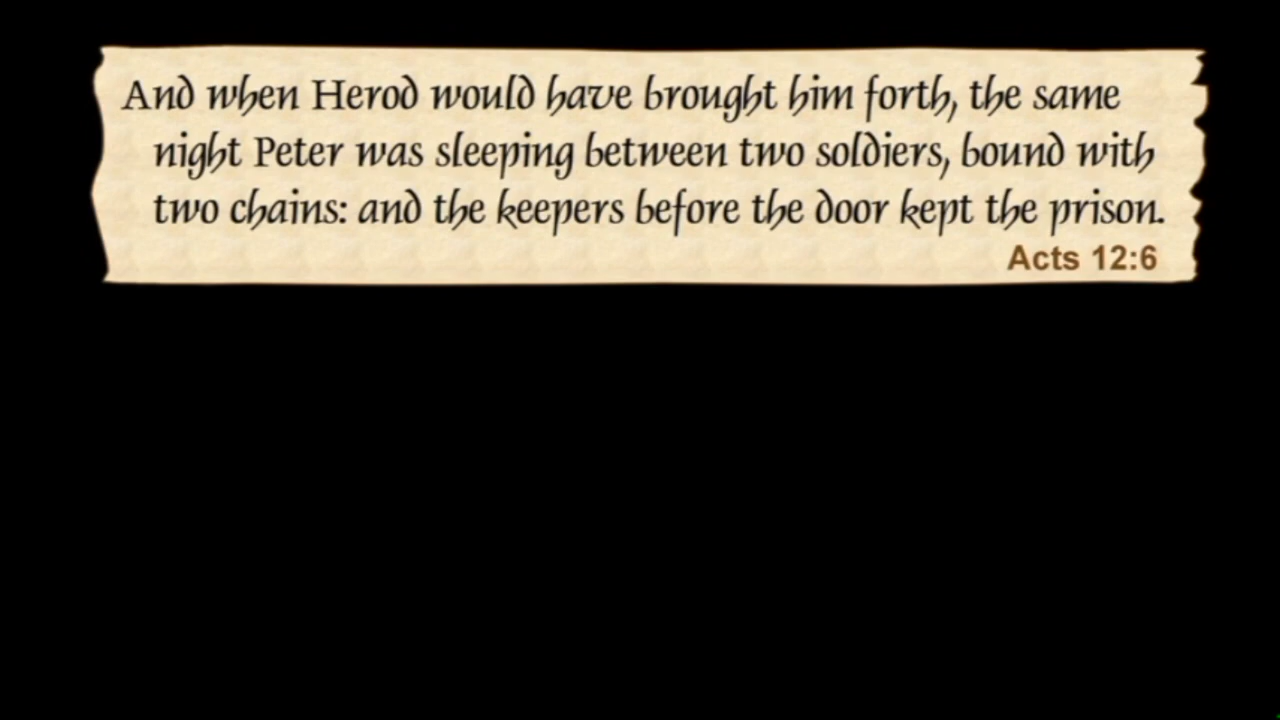 And when Herod would have brought him forth, the same
night Peter was sleeping between two soldiers, bound with
two chains: and the keepers before the door kept the prison.
Acts 12:6